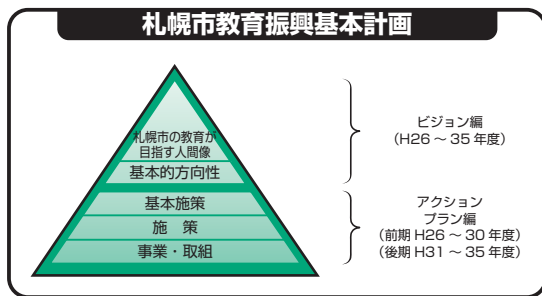 札幌市教育振興基本計画
札幌市の教育が
目指す人間像
基本的方向性
基本施策
施　策
事業・取組
ビジョン編
（H26 ～ 35 年度）
アクション
プラン編
（前期 H26 ～ 30 年度）
（後期 H31 ～ 35 年度）